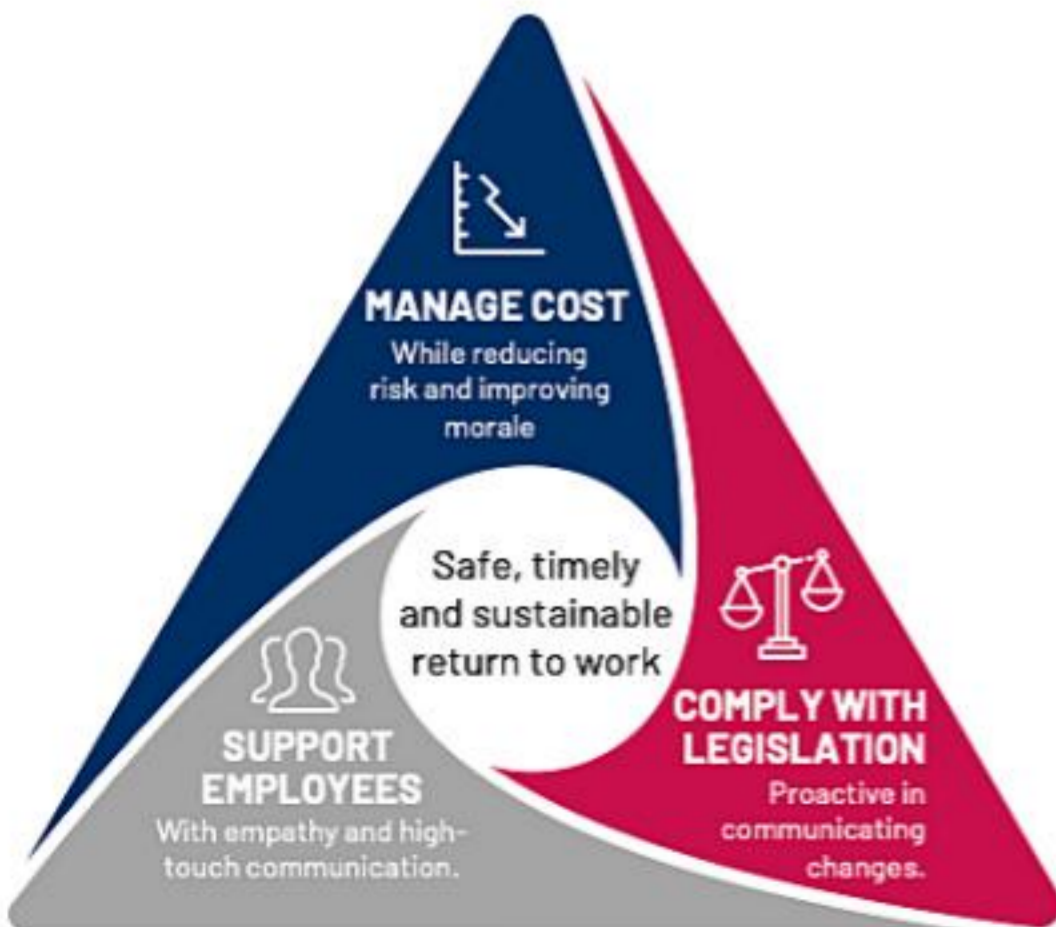 MANAGE COST
While reducing
risk and improving
morale
Safe, timely
and sustainable
return to work
SUPPORT
EMPLOYEES
With empathy and high-
touch communication.
COMPLY WITH
LEGISLATION
Proactive in
communicating
changes.